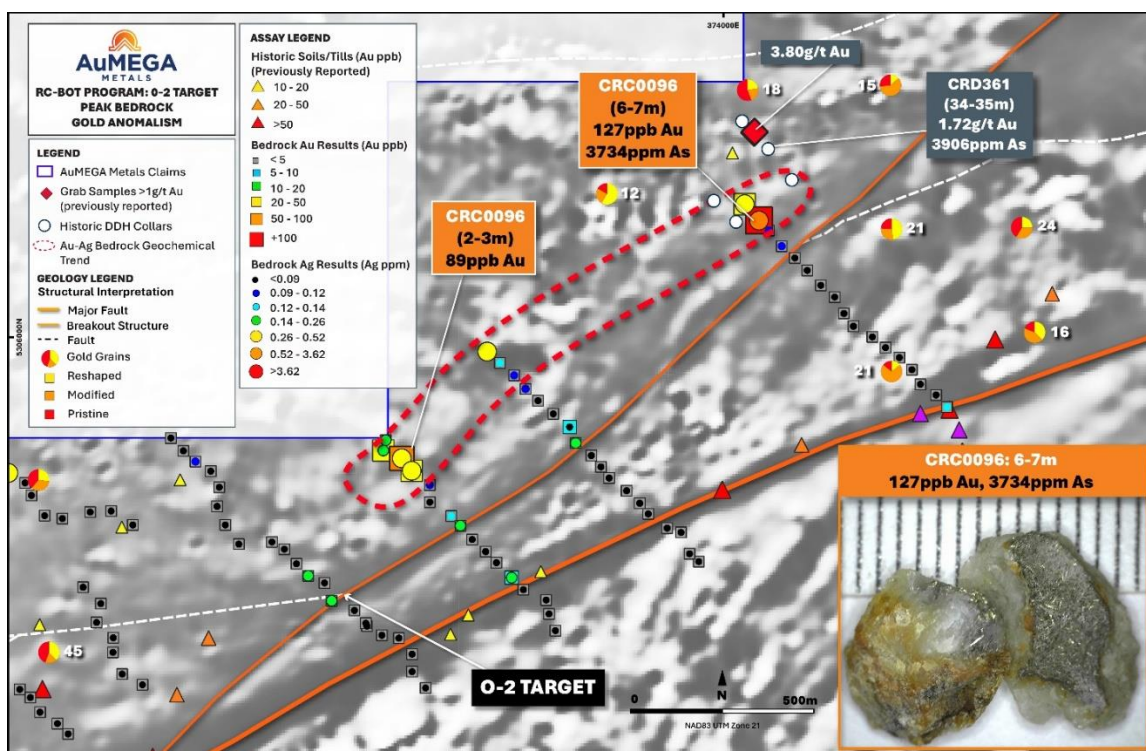 AuMEGA
METALS
RC-BOT PROGRAM: 0-2 TARGET
PEAK BEDROCK
GOLD ANOMALISM
LEGEND
AuMEGA Metals Claims
Grab Samples >1g/t Au
(previously reported)
Historic DDH Collars
Au-Ag Bedrock Geochemical
Trend
GEOLOGY LEGEND
Structural Interpretation
Major Fault
Breakout Structure
Fault
Gold Grains
Reshaped
Modified
Pristine
ASSAY LEGEND
Historic Soils/Tills (Au ppb)
(Previously Reported)
10 - 20
20 - 50
>50
Bedrock Au Results (Au ppb)
< 5
5 - 10
10 - 20
20 - 50
50 - 100
+100
Bedrock Ag Results (Ag ppm)
<0.09
0.09 - 0.12
0.12 - 0.14
0.14 - 0.26
0.26 - 0.52
0.52 - 3.62
>3.62
374000E
5306000N
3.80g/t Au
CRC0096
(6-7m)
127ppb Au
3734ppm As
CRD361
(34-35m)
1.72g/t Au
3906ppm As
CRC0096
(2-3m)
89ppb Au
18
15
12
21
24
16
21
45
O-2 TARGET
N
0
500m
NAD83 UTM Zone 21
CRC0096: 6-7m
127ppb Au, 3734ppm As